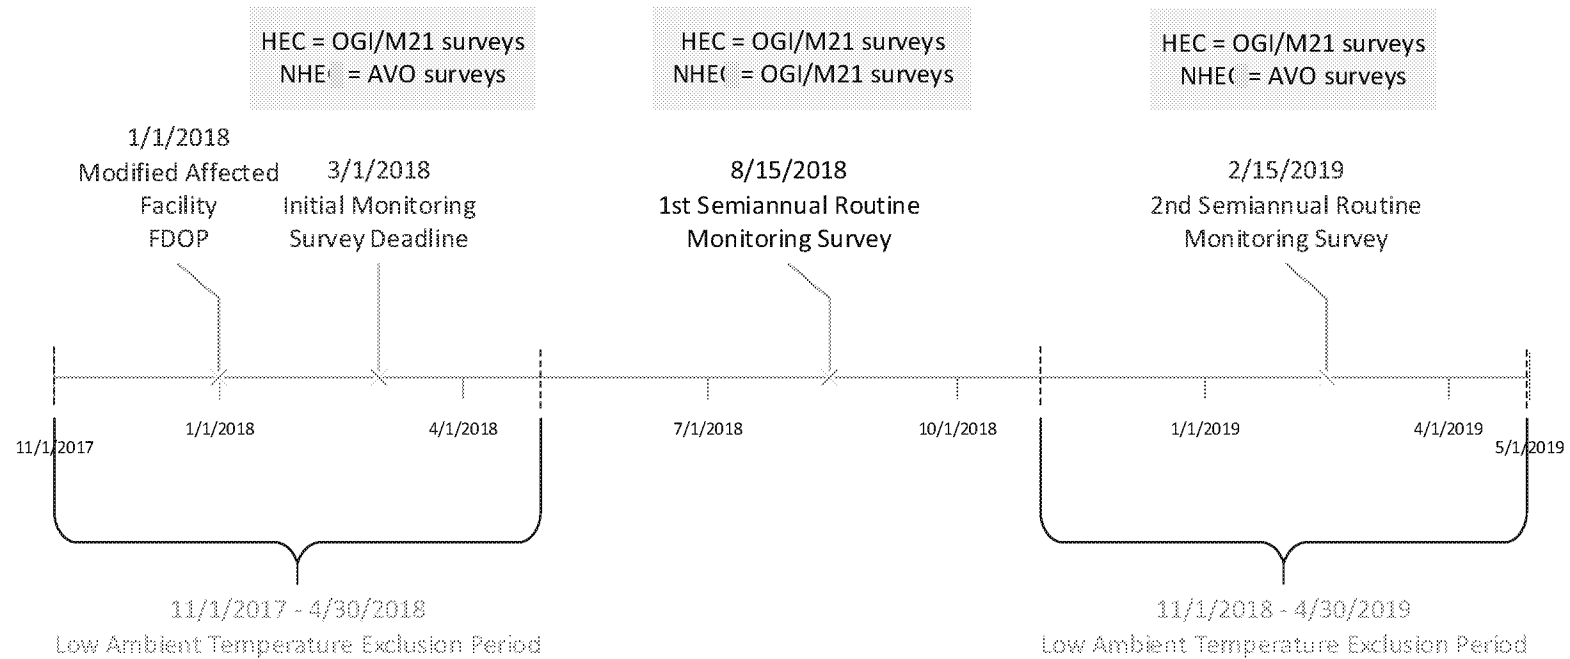 HEC = OGI/M21 surveys
NHEC = AVO surveys
HEC = OGI/M21 surveys
NHEC = OGI/M21 surveys
HEC = OGI/M21 surveys
NHEC = AVO surveys
1/1/2018
Modified Affected
Facility
FDOP
3/1/2018
Initial Monitoring
Survey Deadline
8/15/2018
1st Semiannual Routine
Monitoring Survey
2/15/2019
2nd Semiannual Routine
Monitoring Survey
11/1/2017
1/1/2018
4/1/2018
7/1/2018
10/1/2018
1/1/2019
4/1/2019
5/1/2019
11/1/2017 - 4/30/2018
Low Ambient Temperature Exclusion Period
11/1/2018 - 4/30/2019
Low Ambient Temperature Exclusion Period